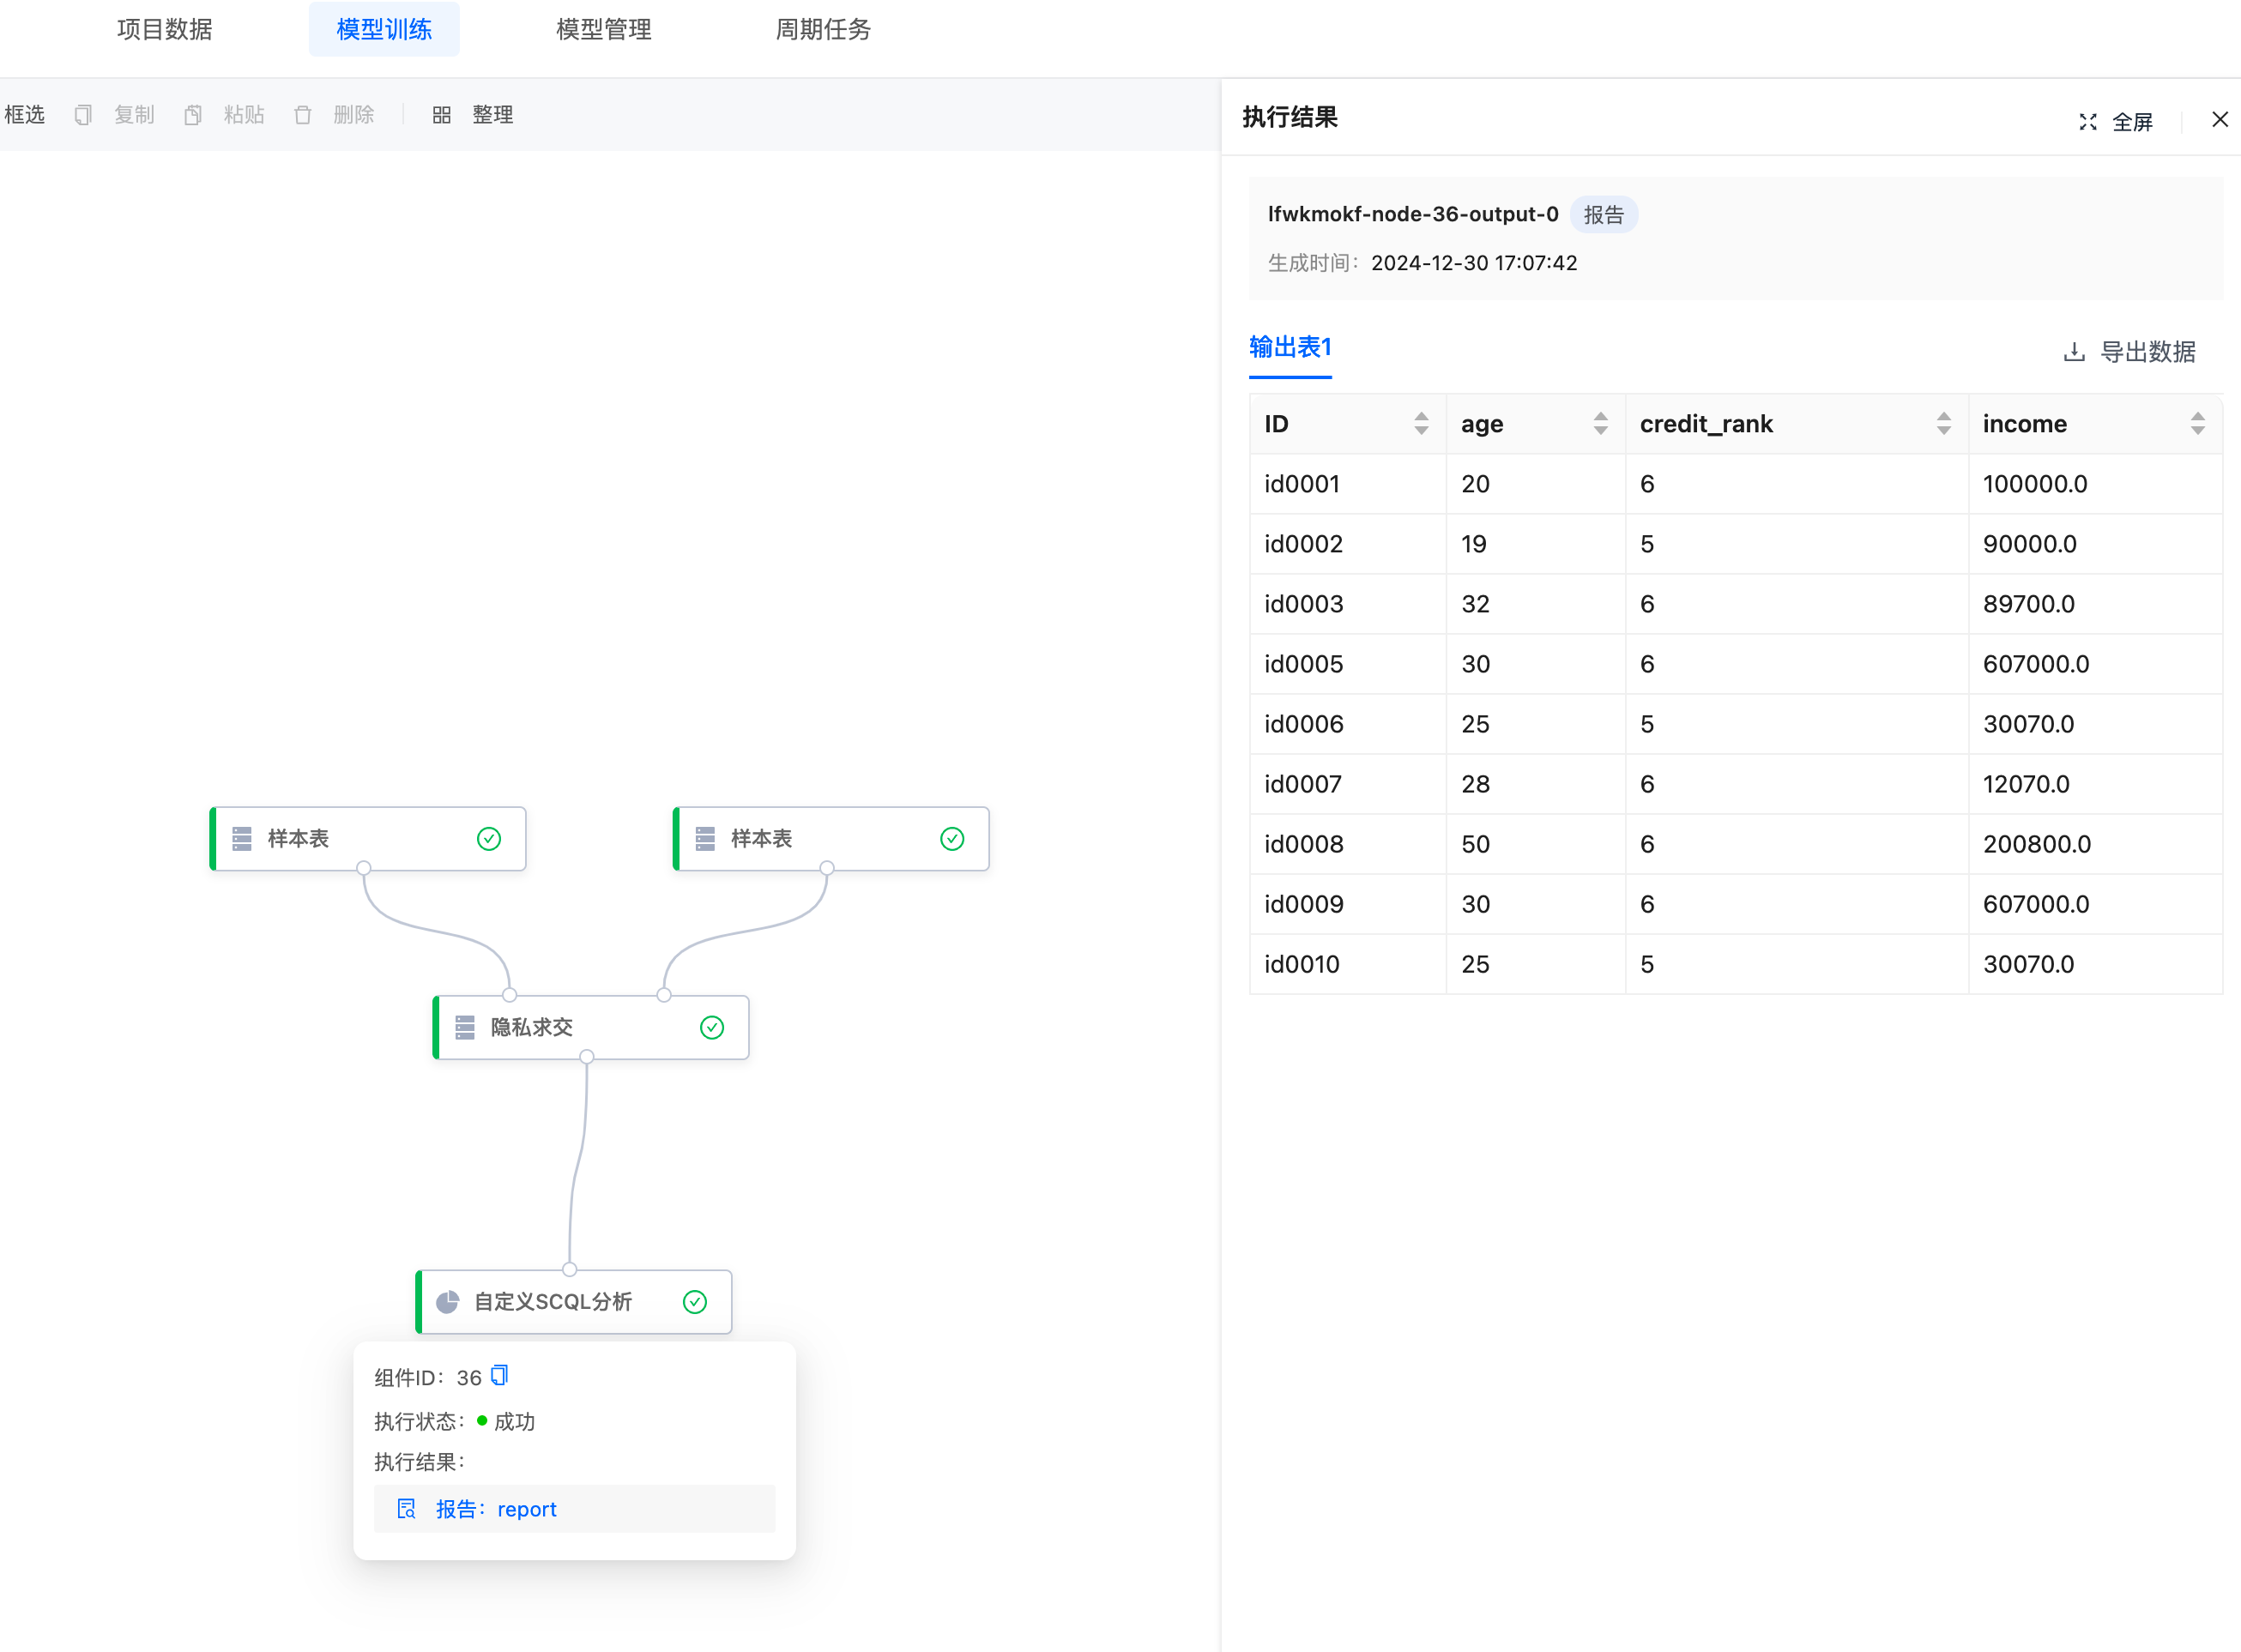 项目数据 模型训练 模型管理 周期任务
框选 复制 粘贴 删除 整理
执行结果 全屏
lfwkmokf-node-36-output-0 报告
生成时间：2024-12-30 17:07:42
输出表1 导出数据
ID age credit_rank income
id0001 20 6 100000.0
id0002 19 5 90000.0
id0003 32 6 89700.0
id0005 30 6 607000.0
id0006 25 5 30070.0
id0007 28 6 12070.0
id0008 50 6 200800.0
id0009 30 6 607000.0
id0010 25 5 30070.0
样本表 样本表
隐私求交
自定义SCQL分析
组件ID：36
执行状态：成功
执行结果：
报告：report